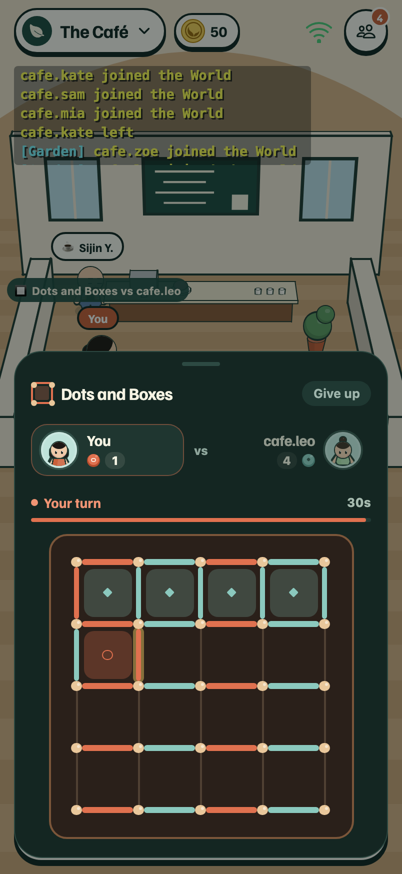 The Café
50
4
cafe.kate joined the World
cafe.sam joined the World
cafe.mia joined the World
cafe.kate left
[Garden] cafe.zoe joined the World
Sijin Y.
Dots and Boxes vs cafe.leo
You
Dots and Boxes
Give up
You
1
vs
cafe.leo
4
Your turn
30s